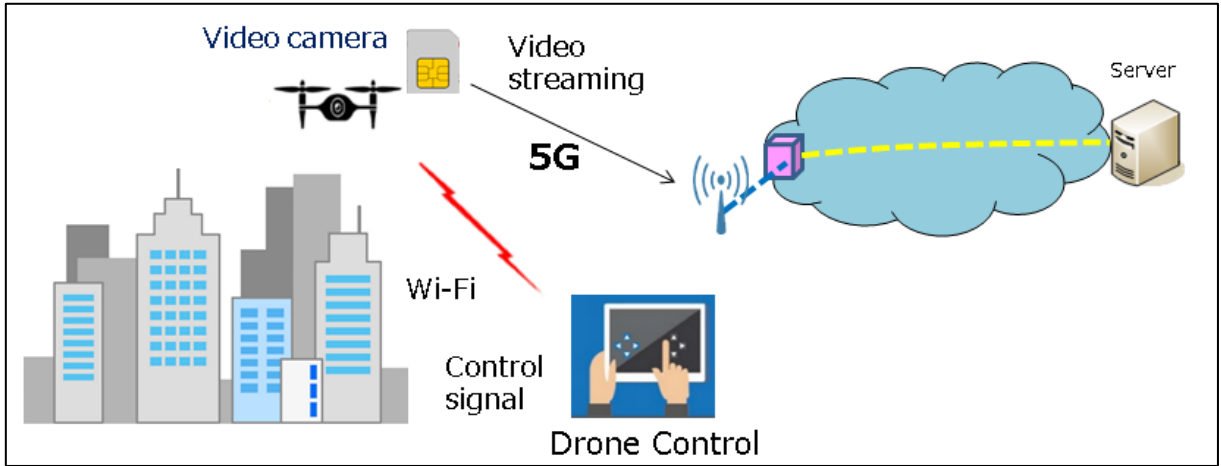 Video camera
Video
streaming
Server
5G
Wi-Fi
Control
signal
Drone Control